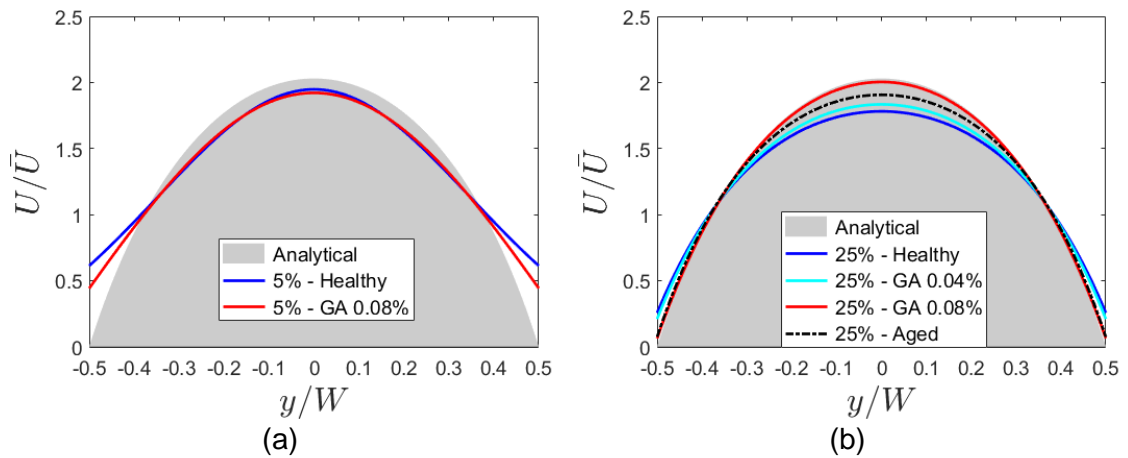 2.5
2
1.5
1
0.5
0
U/Ū
-0.5 -0.4 -0.3 -0.2 -0.1 0 0.1 0.2 0.3 0.4 0.5
y/W
Analytical
5% - Healthy
5% - GA 0.08%
(a)
2.5
2
1.5
1
0.5
0
U/Ū
-0.5 -0.4 -0.3 -0.2 -0.1 0 0.1 0.2 0.3 0.4 0.5
y/W
Analytical
25% - Healthy
25% - GA 0.04%
25% - GA 0.08%
25% - Aged
(b)